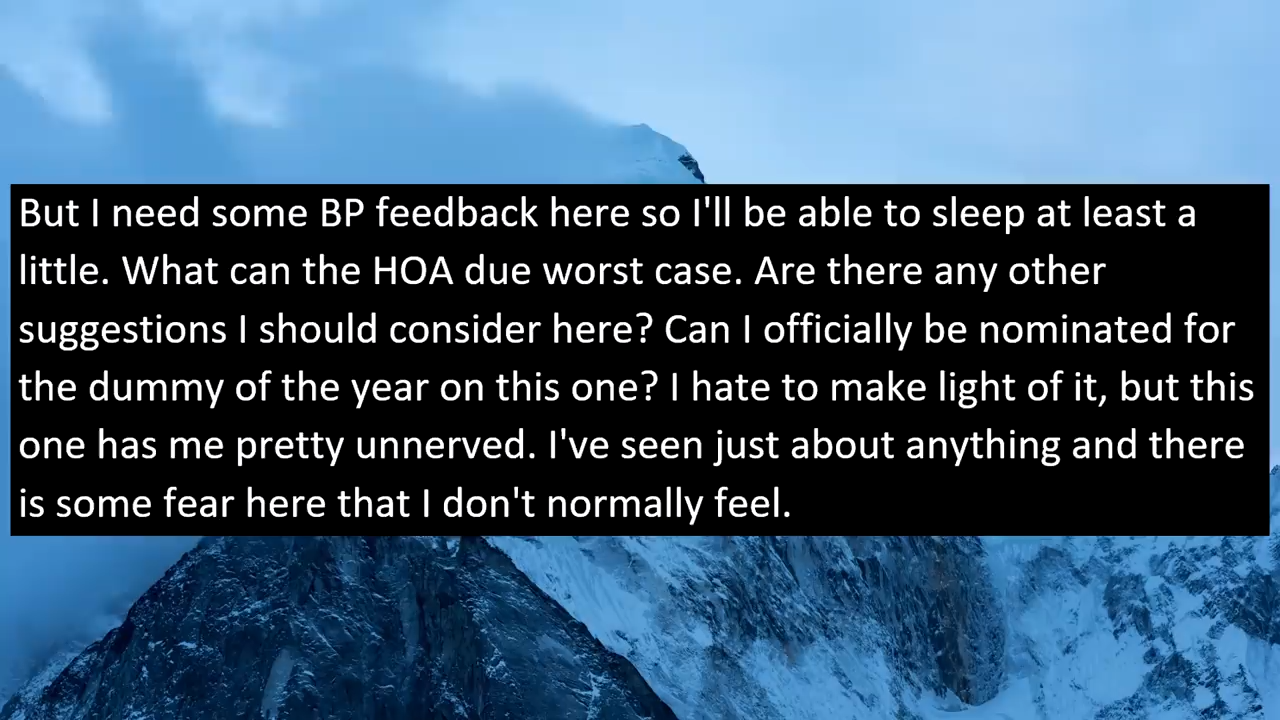 But I need some BP feedback here so I'll be able to sleep at least a
little. What can the HOA due worst case. Are there any other
suggestions I should consider here? Can I officially be nominated for
the dummy of the year on this one? I hate to make light of it, but this
one has me pretty unnerved. I've seen just about anything and there
is some fear here that I don't normally feel.